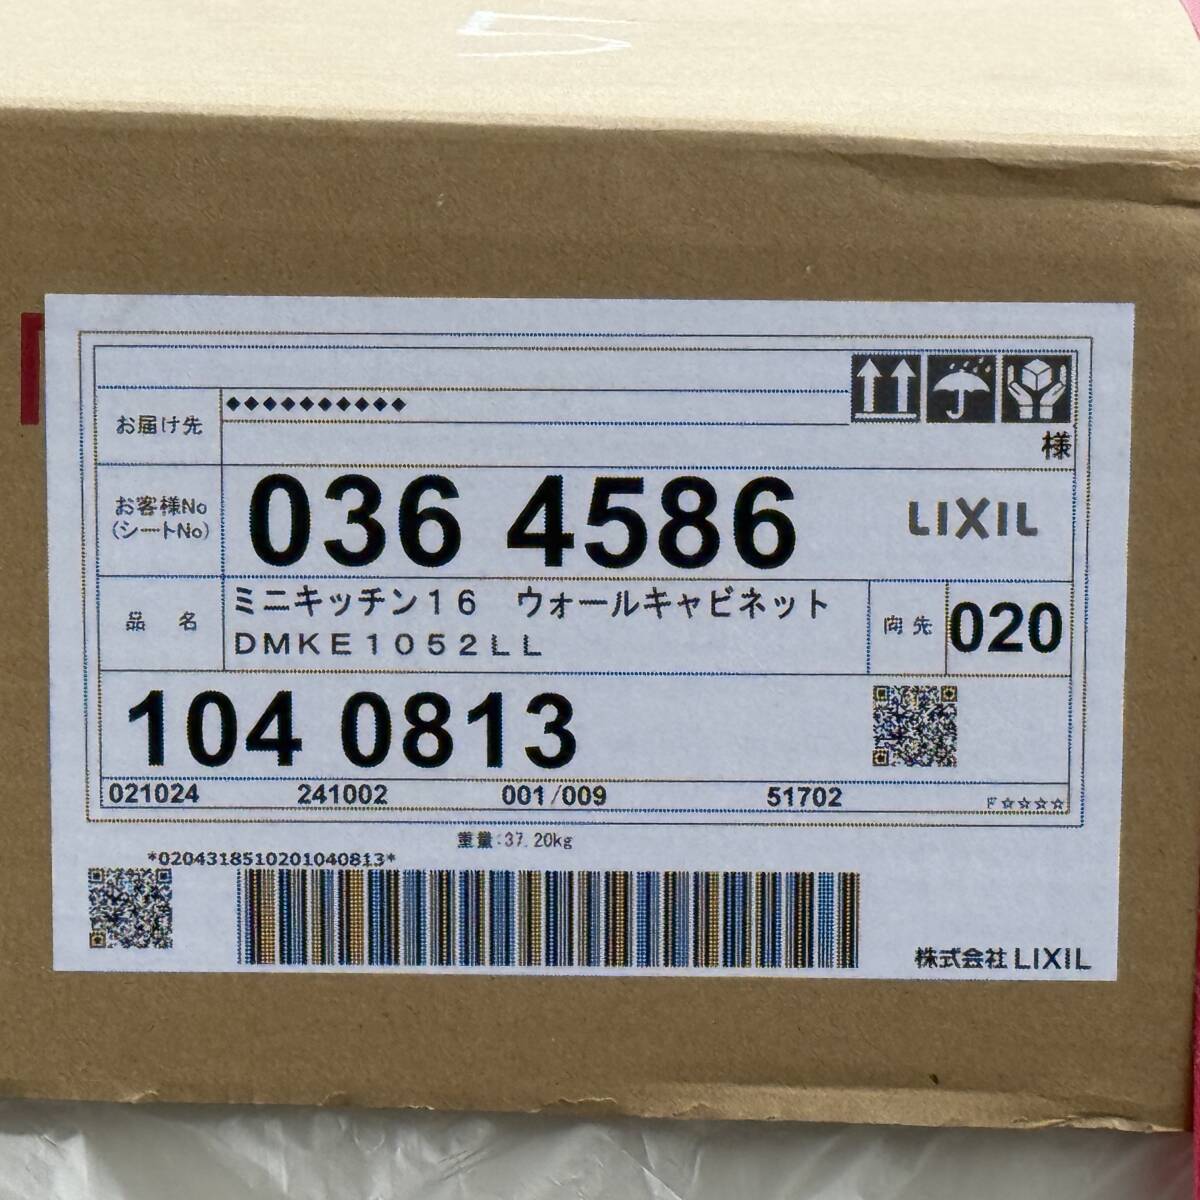 5
お届け先
◆◆◆◆◆◆◆◆◆◆
様
お客様No
(シートNo)
036 4586
LIXIL
品 名
ミニキッチン16 ウォールキャビネット
DMKE1052LL
向先
020
104 0813
021024 241002 001/009 51702 F☆☆☆☆
重量:37.20kg
*0204318510201040813*
株式会社 LIXIL